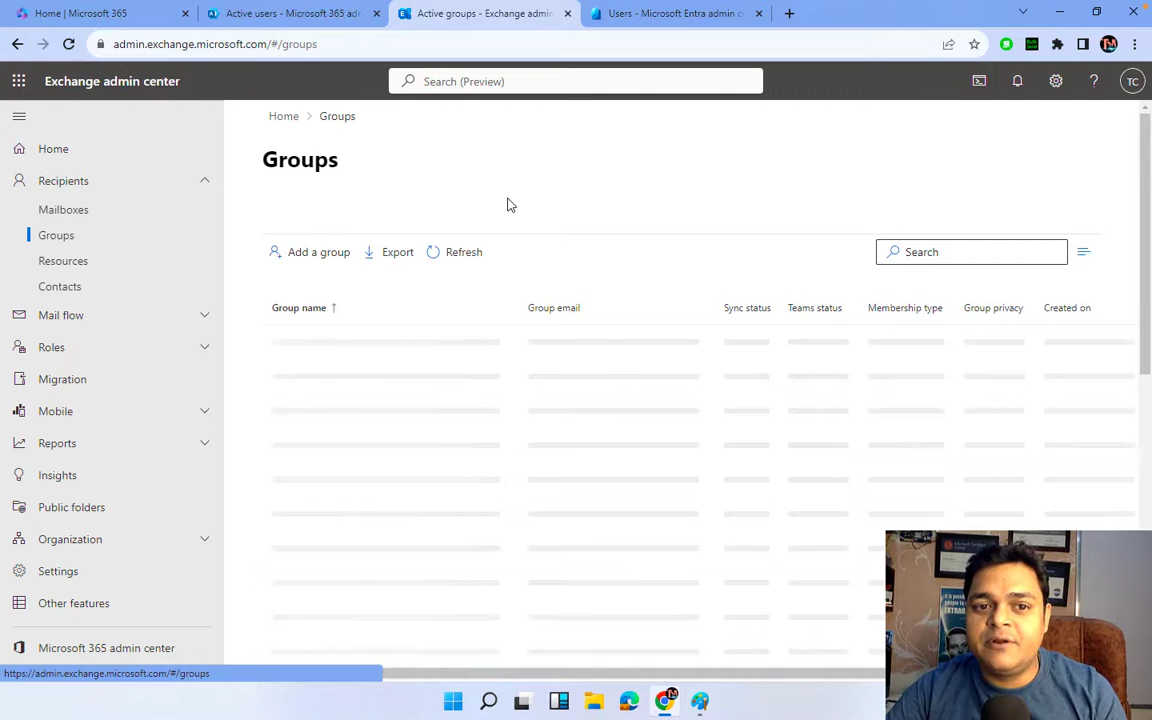 Home | Microsoft 365
Active users - Microsoft 365 adm
Active groups - Exchange admin
Users - Microsoft Entra admin c
admin.exchange.microsoft.com/#/groups
Exchange admin center
Search (Preview)
TC
Home > Groups
Groups
Home
Recipients
Mailboxes
Groups
Resources
Contacts
Mail flow
Roles
Migration
Mobile
Reports
Insights
Public folders
Organization
Settings
Other features
Microsoft 365 admin center
Add a group
Export
Refresh
Search
Group name ↑
Group email
Sync status
Teams status
Membership type
Group privacy
Created on
https://admin.exchange.microsoft.com/#/groups